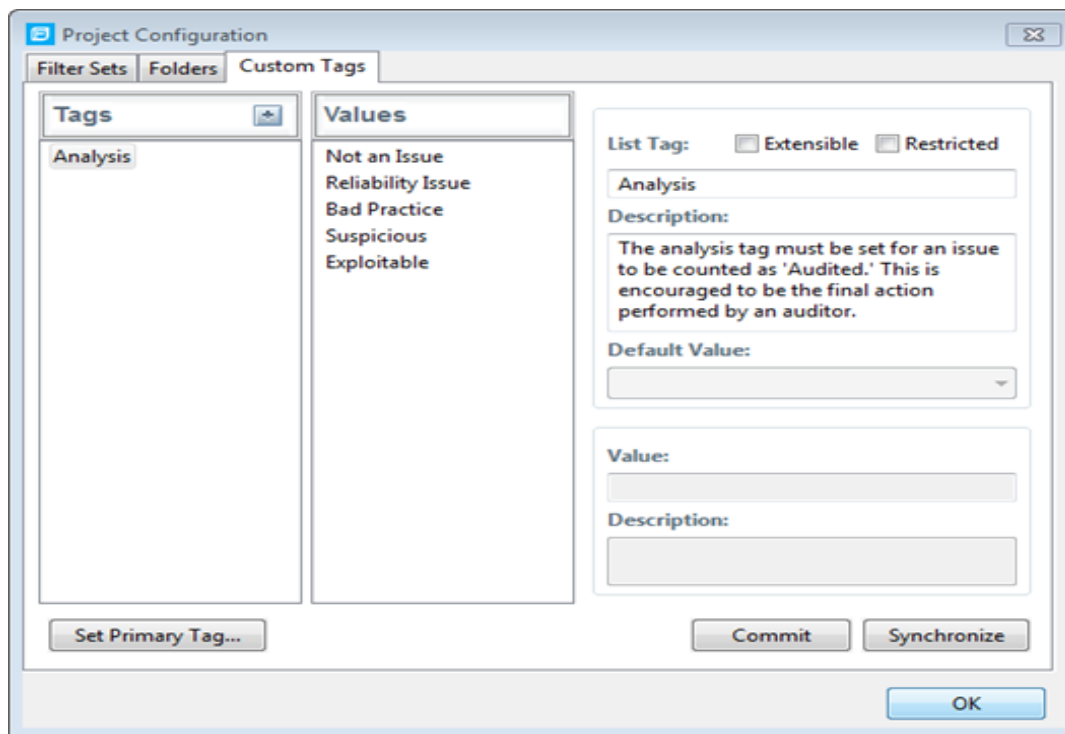 Project Configuration
Filter Sets Folders Custom Tags
Tags
Analysis
Values
Not an Issue
Reliability Issue
Bad Practice
Suspicious
Exploitable
List Tag: Extensible Restricted
Analysis
Description:
The analysis tag must be set for an issue
to be counted as 'Audited.' This is
encouraged to be the final action
performed by an auditor.
Default Value:
Value:
Description:
Set Primary Tag...
Commit
Synchronize
OK